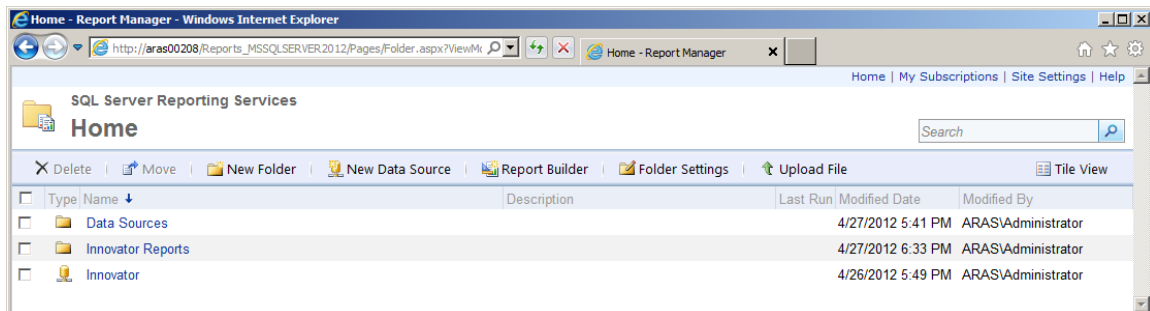 Home - Report Manager - Windows Internet Explorer
http://aras00208/Reports_MSSQLSERVER2012/Pages/Folder.aspx?ViewMo
Home - Report Manager
Home | My Subscriptions | Site Settings | Help
SQL Server Reporting Services
Home
Search
Delete | Move | New Folder | New Data Source | Report Builder | Folder Settings | Upload File Tile View
Type Name Description Last Run Modified Date Modified By
Data Sources 4/27/2012 5:41 PM ARAS\Administrator
Innovator Reports 4/27/2012 6:33 PM ARAS\Administrator
Innovator 4/26/2012 5:49 PM ARAS\Administrator